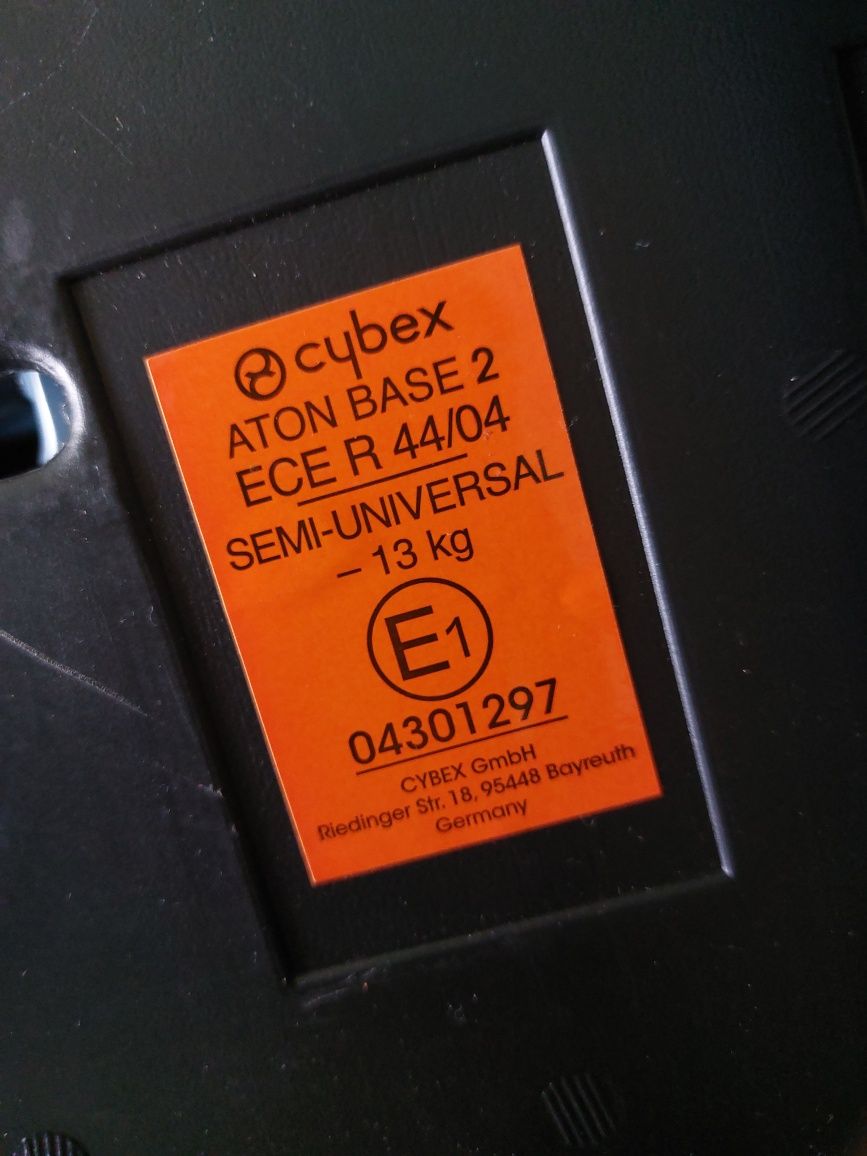 cybex
ATON BASE 2
ECE R 44/04
SEMI-UNIVERSAL
– 13 kg
E1
04301297
CYBEX GmbH
Riedinger Str. 18, 95448 Bayreuth
Germany